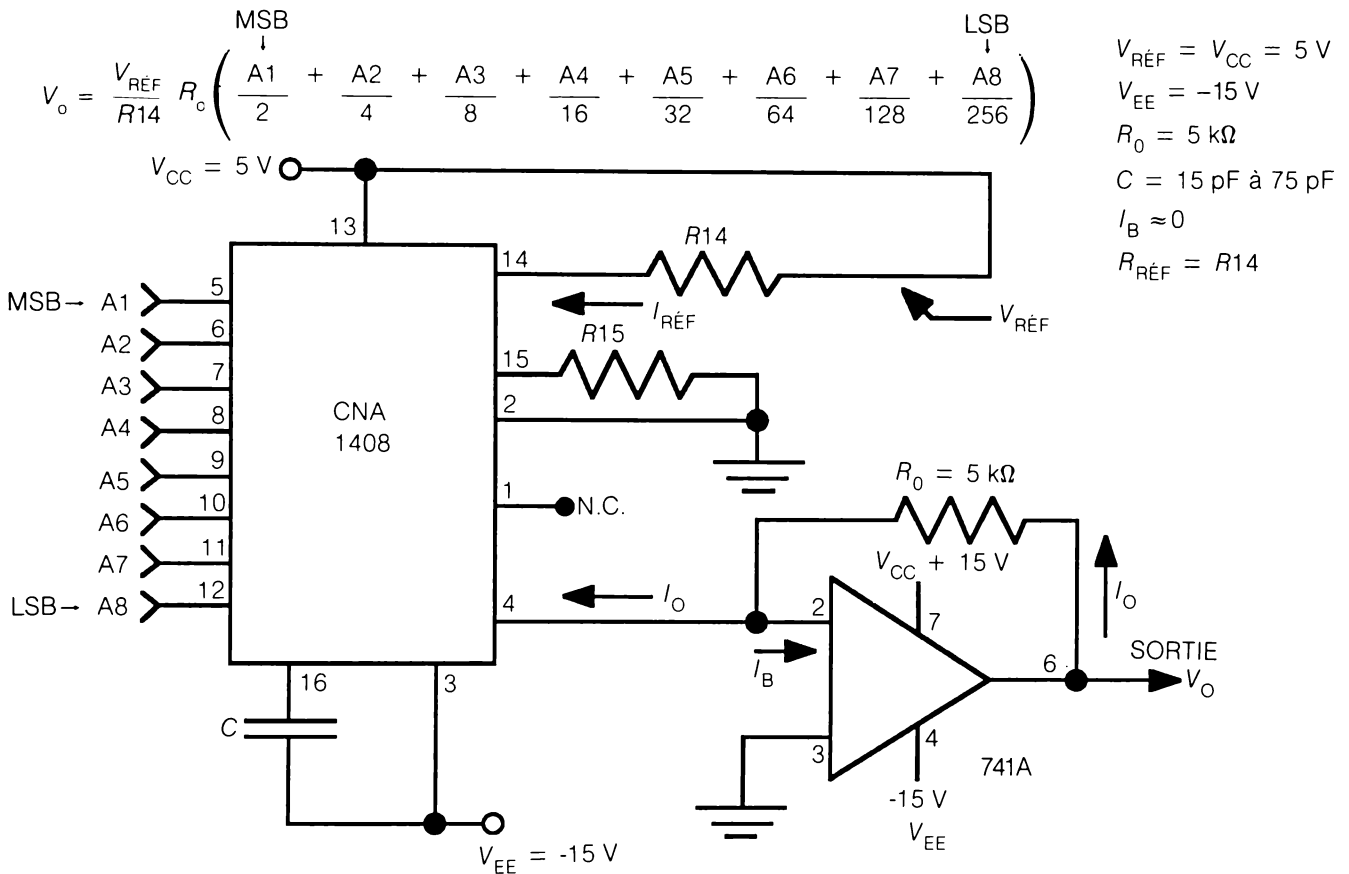 MSB
LSB
V_o = V_RÉF / R14 R_o ( A1/2 + A2/4 + A3/8 + A4/16 + A5/32 + A6/64 + A7/128 + A8/256 )
V_RÉF = V_CC = 5 V
V_EE = -15 V
R_0 = 5 kΩ
C = 15 pF à 75 pF
I_B ≈ 0
R_RÉF = R14
V_CC = 5 V
13
14
R14
I_RÉF
V_RÉF
MSB→ A1
5
A2
6
A3
7
A4
8
A5
9
A6
10
A7
11
LSB→ A8
12
CNA
1408
R15
15
2
1
N.C.
4
I_O
16
3
C
V_EE = -15 V
R_0 = 5 kΩ
V_CC + 15 V
7
2
I_B
3
4
6
I_O
SORTIE
V_O
741A
-15 V
V_EE